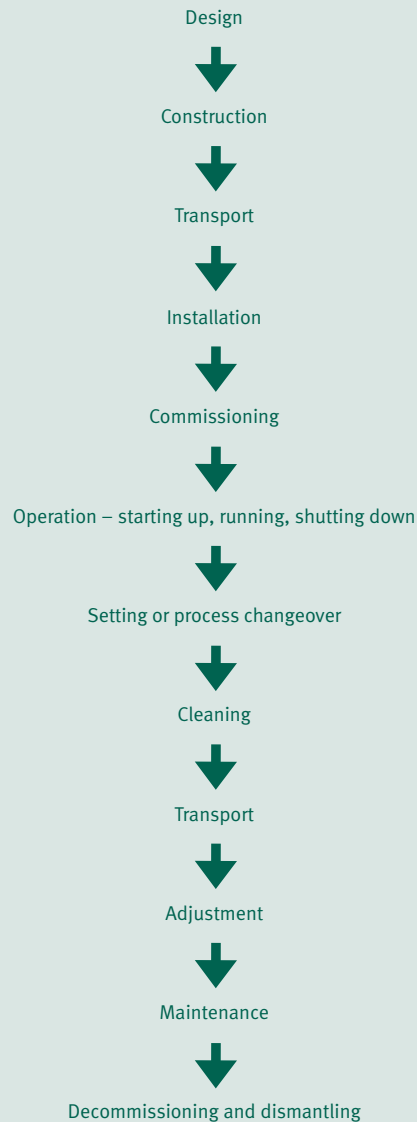 Design
Construction
Transport
Installation
Commissioning
Operation – starting up, running, shutting down
Setting or process changeover
Cleaning
Transport
Adjustment
Maintenance
Decommissioning and dismantling